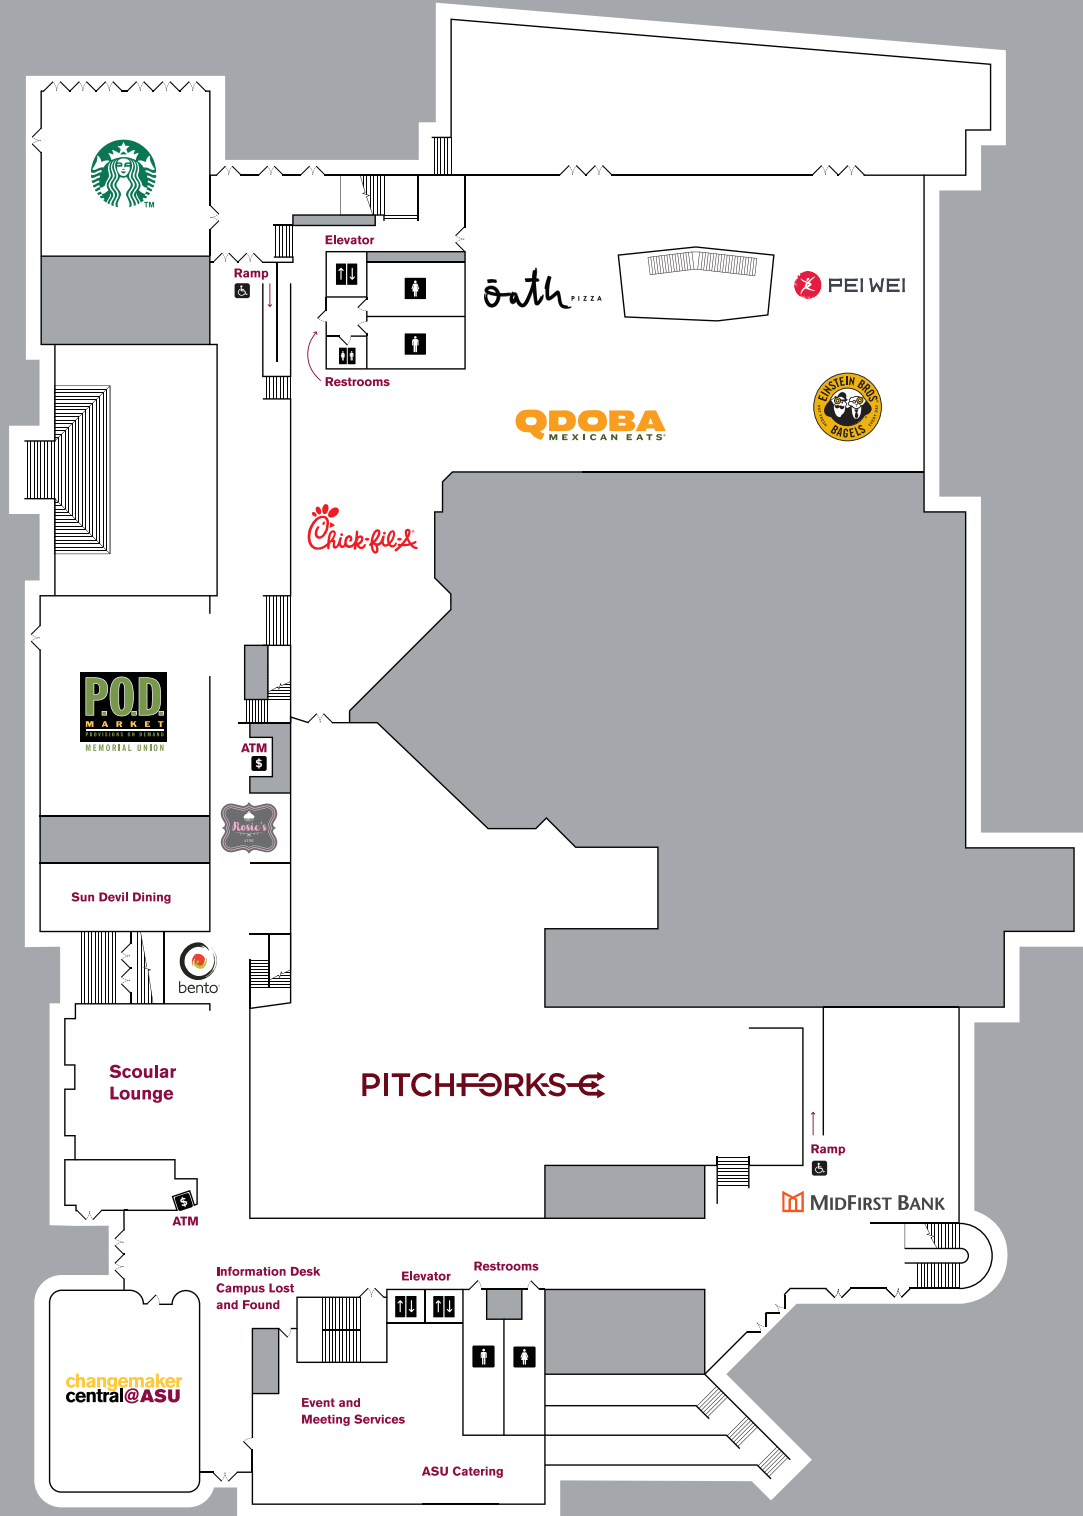 TM
Elevator
Ramp
Restrooms
õath PIZZA
PEI WEI
QDOBA
MEXICAN EATS
EINSTEIN BROS
BAGELS
Chick-fil-A
P.O.D.
MARKET
PROVISIONS ON DEMAND
MEMORIAL UNION
ATM
$
Rosie's
Sun Devil Dining
bento
Scoular
Lounge
PITCHFORKS
Ramp
$
ATM
MIDFIRST BANK
Information Desk
Campus Lost
and Found
Elevator
Restrooms
changemaker
central@ASU
Event and
Meeting Services
ASU Catering